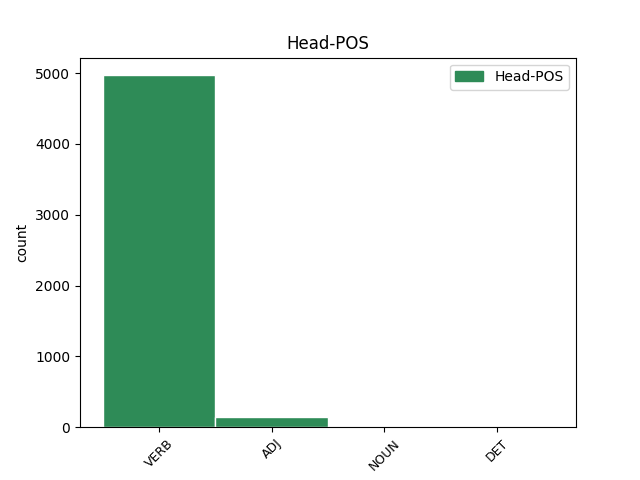 Head-POS
Head-POS
5000
4000
3000
2000
1000
0
count
VERB
ADJ
NOUN
DET